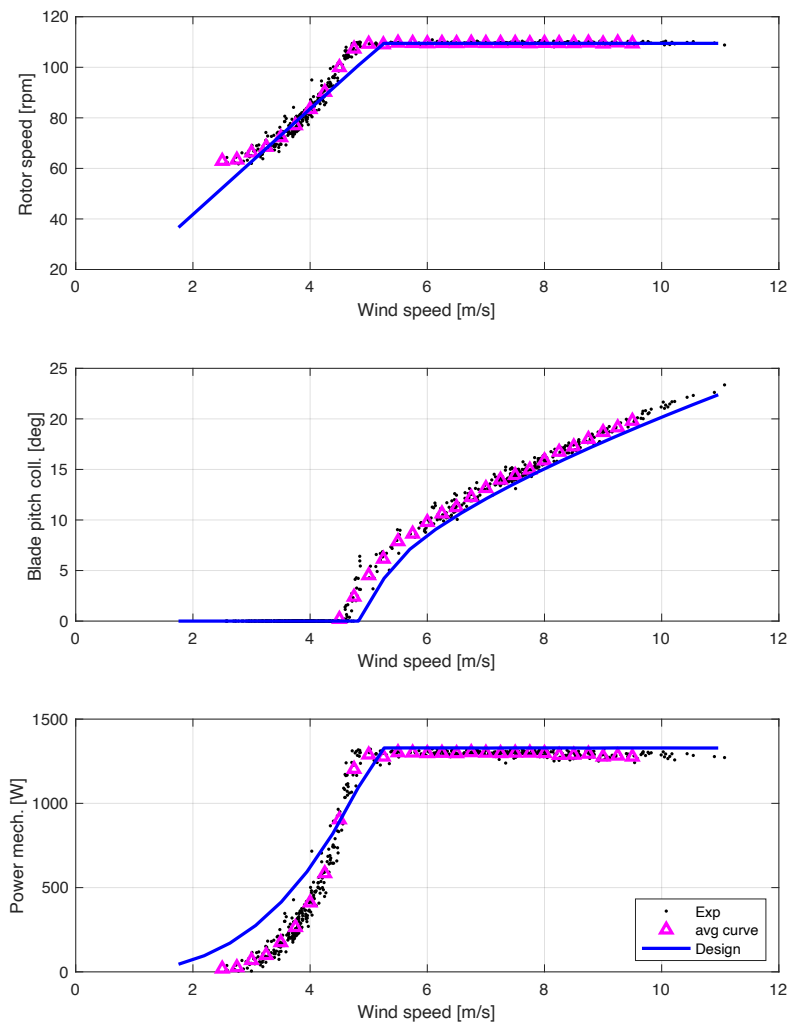 120
100
80
60
40
20
Rotor speed [rpm]
0 2 4 6 8 10 12
Wind speed [m/s]
25
20
15
10
5
0
Blade pitch coll. [deg]
0 2 4 6 8 10 12
Wind speed [m/s]
1500
1000
500
0
Power mech. [W]
Exp
avg curve
Design
0 2 4 6 8 10 12
Wind speed [m/s]